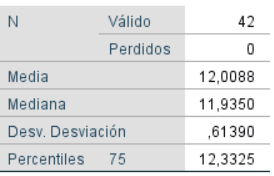 N Válido 42
Perdidos 0
Media 12,0088
Mediana 11,9350
Desv. Desviación ,61390
Percentiles 75 12,3325